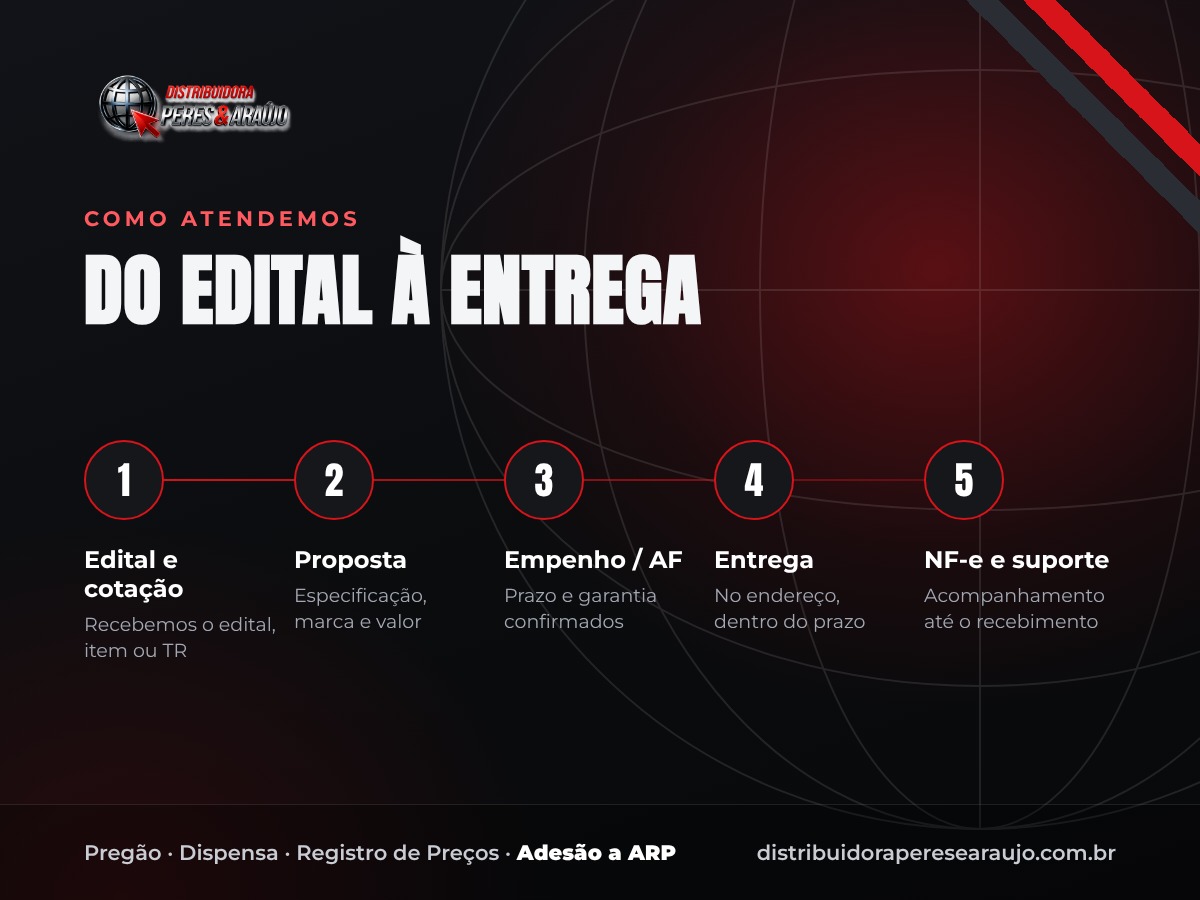 DISTRIBUIDORA
PERES & ARAÚJO
COMO ATENDEMOS
DO EDITAL À ENTREGA
1
2
3
4
5
Edital e
cotação
Recebemos o edital,
item ou TR
Proposta
Especificação,
marca e valor
Empenho / AF
Prazo e garantia
confirmados
Entrega
No endereço,
dentro do prazo
NF-e e suporte
Acompanhamento
até o recebimento
Pregão · Dispensa · Registro de Preços · Adesão a ARP
distribuidoraperesearaujo.com.br